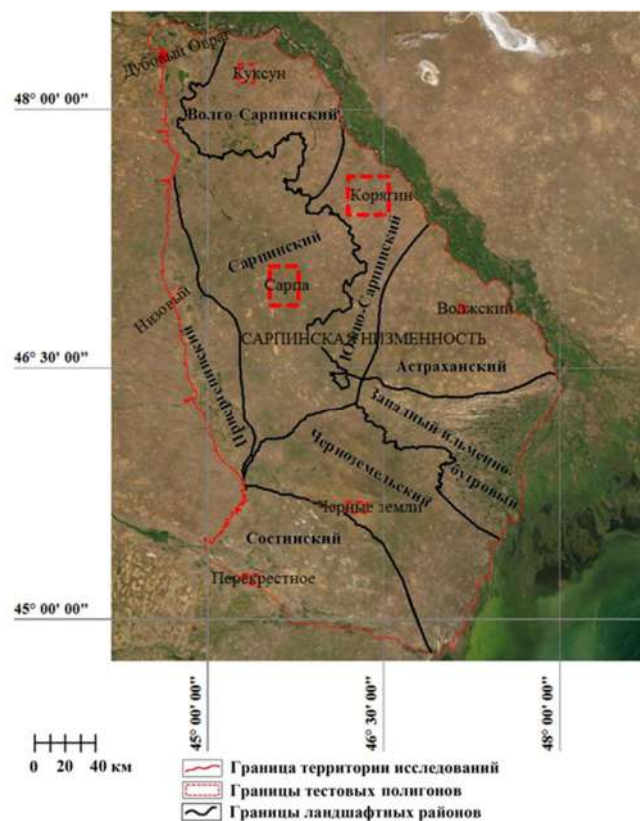 Дубовый Овраг
Куксун
48° 00' 00"
Волго-Сарпинский
Корягин
Сарпинский
Южно-Сарпинский
Сарпа
Низовый
Волжский
САРПИНСКАЯ НИЗМЕННОСТЬ
46° 30' 00"
Астраханский
Приергенинский
Западный ильменно-
бугровый
Черноземельский
Чёрные земли
Состинский
Перекрестное
45° 00' 00"
45° 00' 00"
46° 30' 00"
48° 00' 00"
0 20 40 км
Граница территории исследований
Границы тестовых полигонов
Границы ландшафтных районов